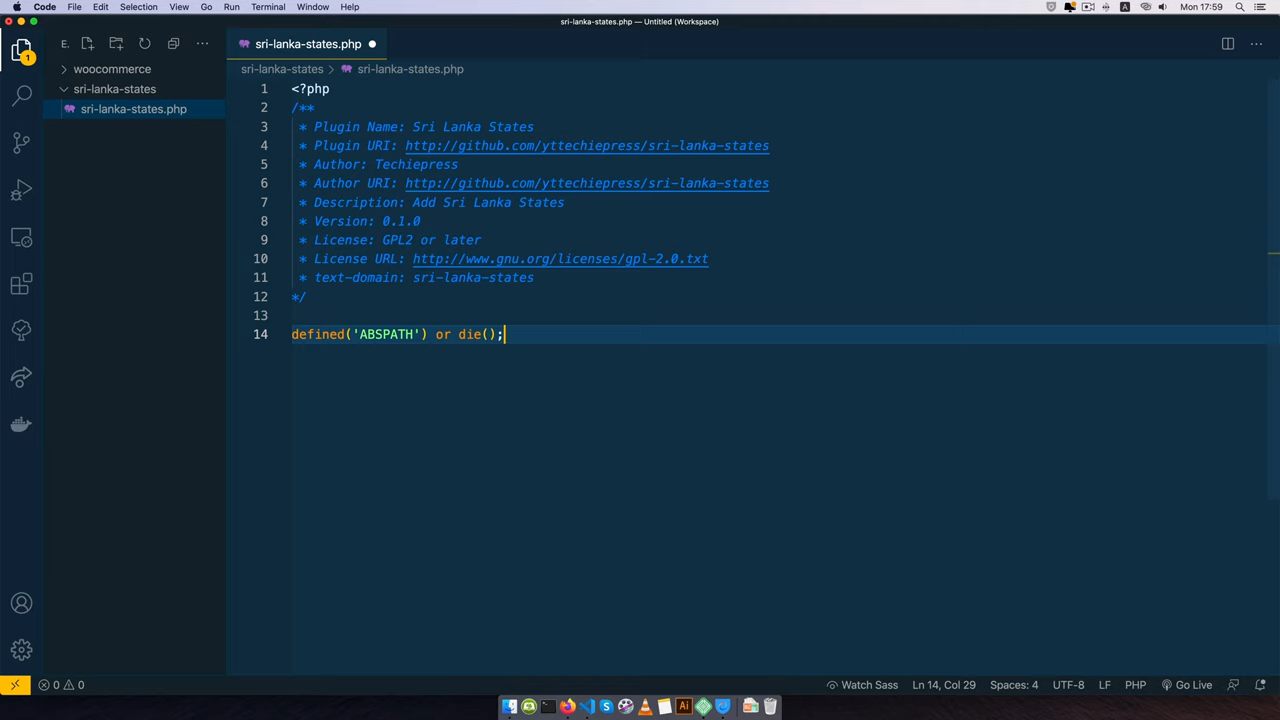 Code File Edit Selection View Go Run Terminal Window Help
A Mon 17:59
sri-lanka-states.php — Untitled (Workspace)
1
E.
sri-lanka-states.php
woocommerce
sri-lanka-states
sri-lanka-states.php
sri-lanka-states > sri-lanka-states.php
1 <?php
2 /**
3 * Plugin Name: Sri Lanka States
4 * Plugin URI: http://github.com/yttechiepress/sri-lanka-states
5 * Author: Techiepress
6 * Author URI: http://github.com/yttechiepress/sri-lanka-states
7 * Description: Add Sri Lanka States
8 * Version: 0.1.0
9 * License: GPL2 or later
10 * License URL: http://www.gnu.org/licenses/gpl-2.0.txt
11 * text-domain: sri-lanka-states
12 */
13
14 defined('ABSPATH') or die();
0 0
Watch Sass Ln 14, Col 29 Spaces: 4 UTF-8 LF PHP Go Live
S Ai